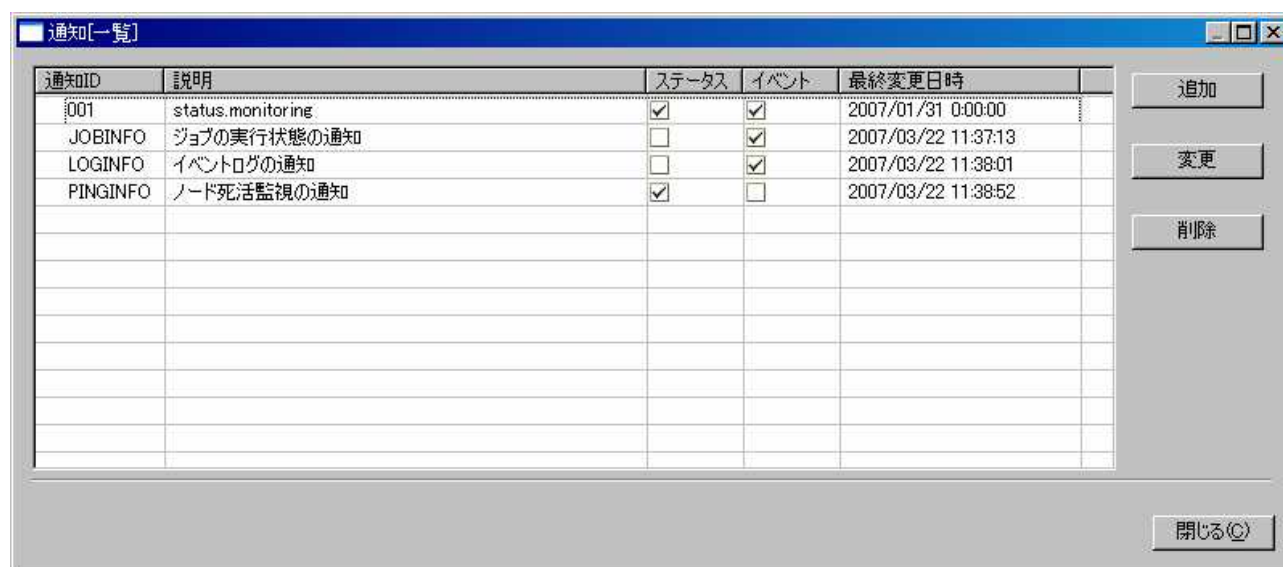 通知[一覧]
通知ID 説明 ステータス イベント 最終変更日時
001 status.monitoring 2007/01/31 0:00:00
JOBINFO ジョブの実行状態の通知 2007/03/22 11:37:13
LOGINFO イベントログの通知 2007/03/22 11:38:01
PINGINFO ノード死活監視の通知 2007/03/22 11:38:52
追加
変更
削除
閉じる(C)